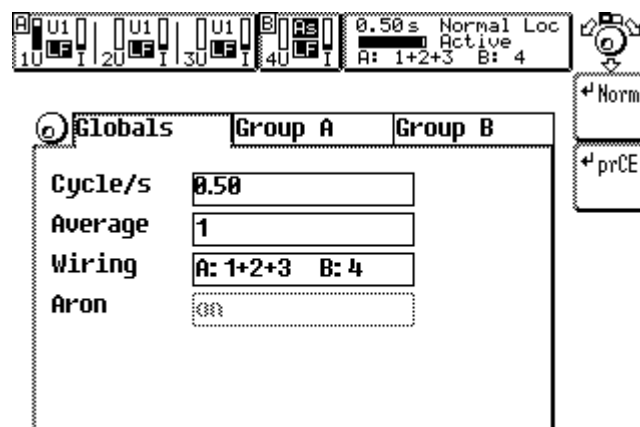 A U1 U1 U1 B As 0.50s Normal Loc
LF LF LF LF Active
1U I 2U I 3U I 4U I A: 1+2+3 B: 4
Norm
Globals Group A Group B
prCE
Cycle/s 0.50
Average 1
Wiring A: 1+2+3 B: 4
Aron on